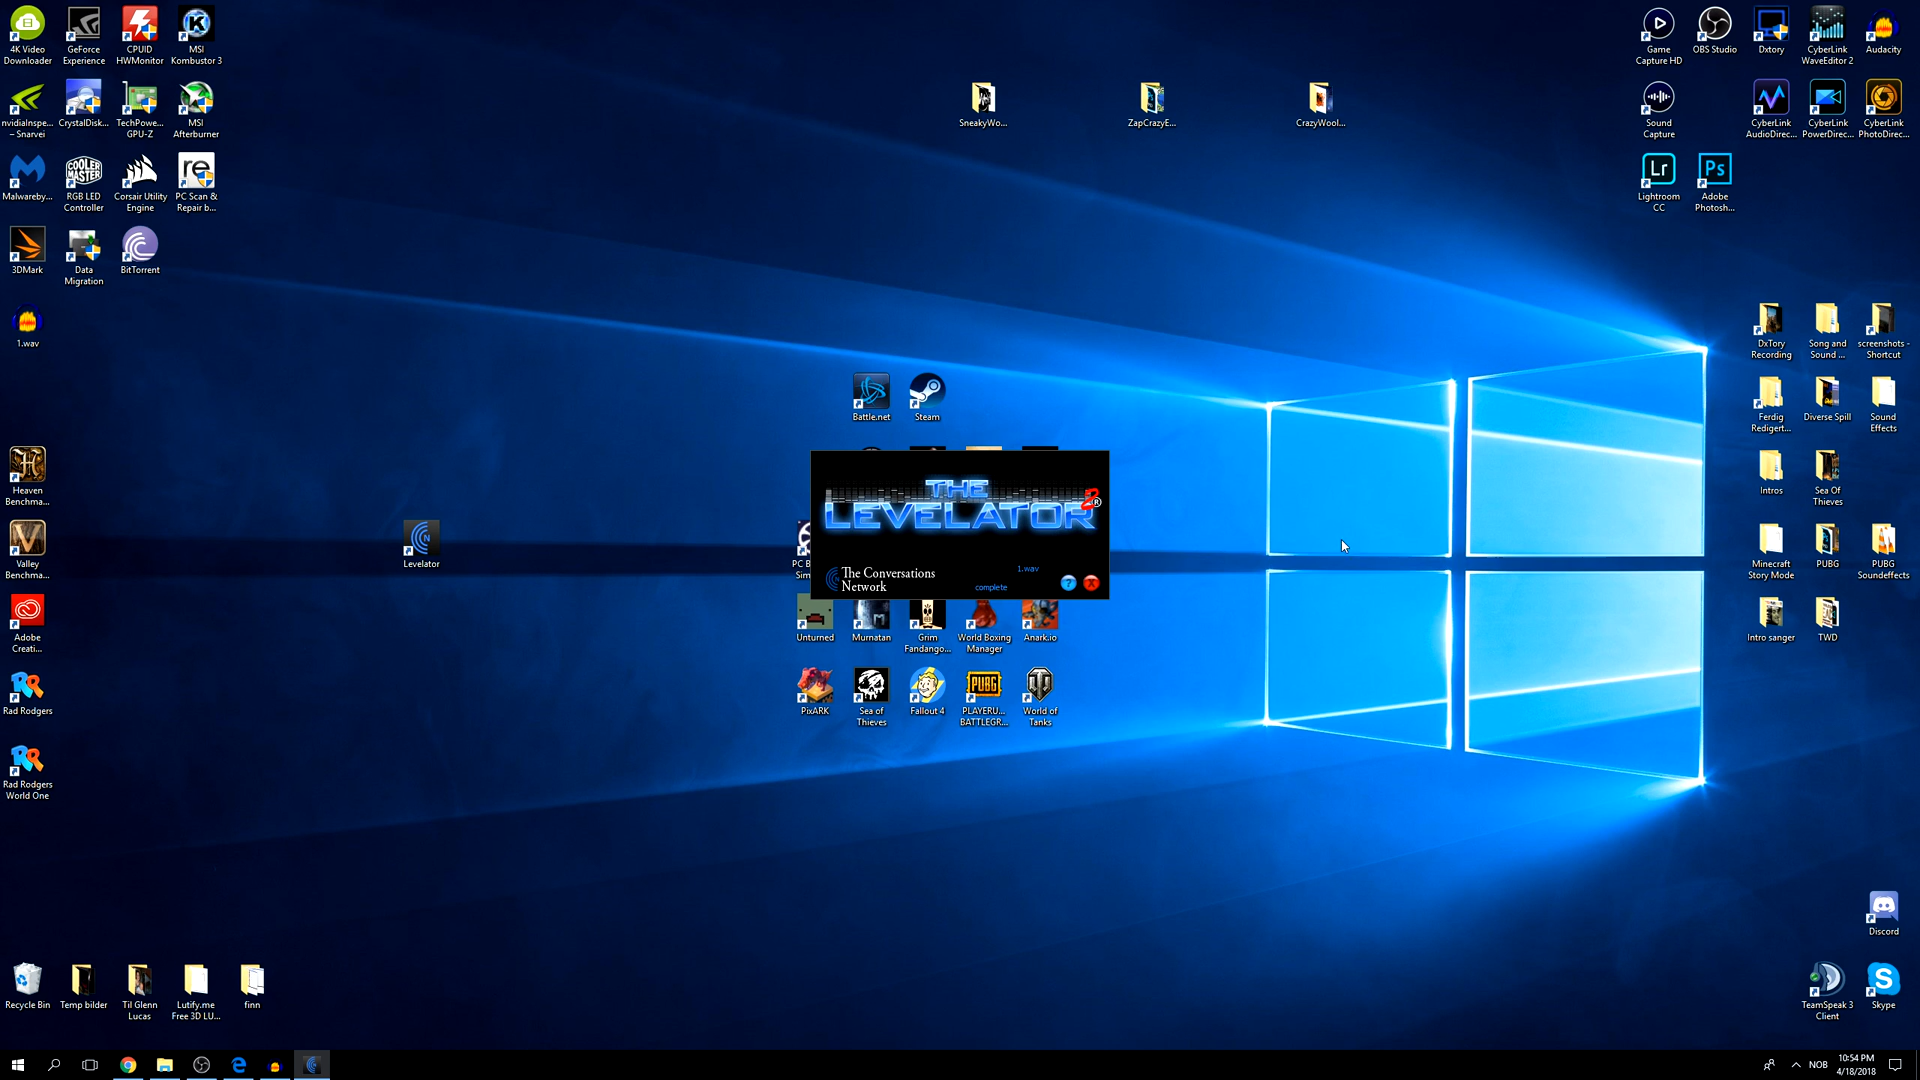 4K Video
Downloader
GeForce
Experience
CPUID
HWMonitor
MSI
Kombustor 3
nvidiaInspe...
– Snarvei
CrystalDisk...
TechPowe...
GPU-Z
MSI
Afterburner
Malwareby...
RGB LED
Controller
COOLER
MASTER
Corsair Utility
Engine
re
PC Scan &
Repair b...
3DMark
Data
Migration
BitTorrent
1.wav
Heaven
Benchma...
Valley
Benchma...
Adobe
Creati...
Rad Rodgers
Rad Rodgers
World One
Levelator
SneakyWo...
ZapCrazyE...
CrazyWool...
Battle.net
Steam
THE
LEVELATOR 2®
The Conversations
Network
1.wav
complete
?
X
PC B
Sim
Unturned
Murnatan
Grim
Fandango...
World Boxing
Manager
Anark.io
PixARK
Sea of
Thieves
Fallout 4
PUBG
PLAYERU...
BATTLEGR...
World of
Tanks
Game
Capture HD
OBS Studio
Dxtory
CyberLink
WaveEditor 2
Audacity
Sound
Capture
CyberLink
AudioDirec...
CyberLink
PowerDirec...
CyberLink
PhotoDirec...
Lr
Lightroom
CC
Ps
Adobe
Photosh...
DxTory
Recording
Song and
Sound ...
screenshots -
Shortcut
Ferdig
Redigert...
Diverse Spill
Sound
Effects
Intros
Sea Of
Thieves
Minecraft
Story Mode
PUBG
PUBG
Soundeffects
Intro sanger
TWD
Discord
TeamSpeak 3
Client
Skype
Recycle Bin
Temp bilder
Til Glenn
Lucas
Lutify.me
Free 3D LU...
finn
NOB
10:54 PM
4/18/2018